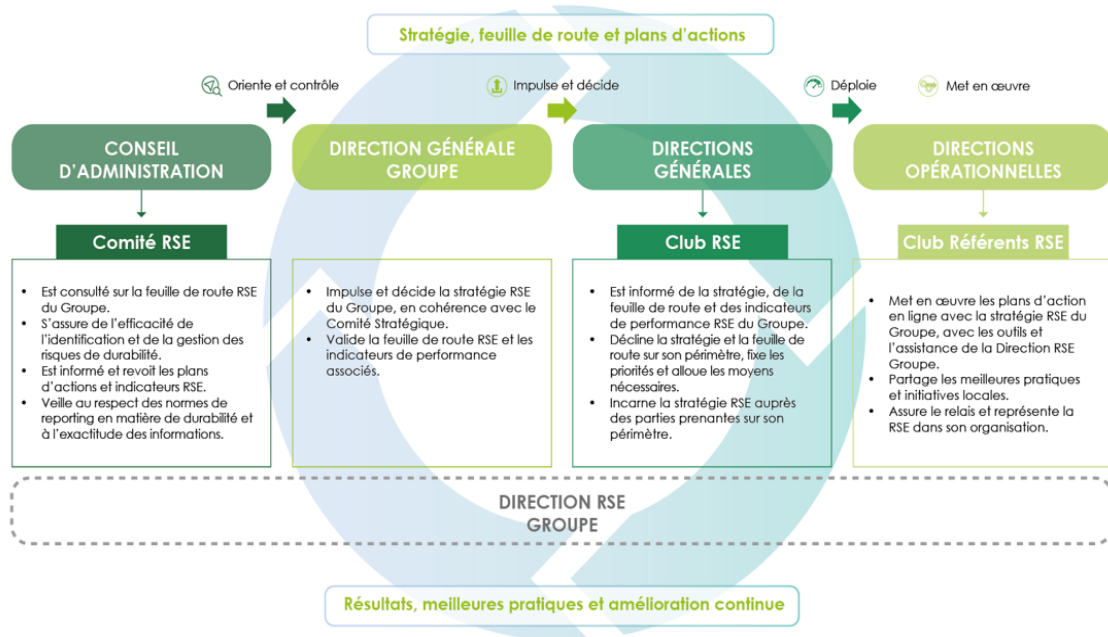 Stratégie, feuille de route et plans d'actions
Oriente et contrôle
Impulse et décide
Déploie
Met en œuvre
CONSEIL
D'ADMINISTRATION
DIRECTION GÉNÉRALE
GROUPE
DIRECTIONS
GÉNÉRALES
DIRECTIONS
OPÉRATIONNELLES
Comité RSE
• Est consulté sur la feuille de route RSE
du Groupe.
• S'assure de l'efficacité de
l'identification et de la gestion des
risques de durabilité.
• Est informé et revoit les plans
d'actions et indicateurs RSE.
• Veille au respect des normes de
reporting en matière de durabilité et
à l'exactitude des informations.
• Impulse et décide la stratégie RSE
du Groupe, en cohérence avec le
Comité Stratégique.
• Valide la feuille de route RSE et les
indicateurs de performance
associés.
Club RSE
• Est informé de la stratégie, de la
feuille de route et des indicateurs
de performance RSE du Groupe.
• Décline la stratégie et la feuille de
route sur son périmètre, fixe les
priorités et alloue les moyens
nécessaires.
• Incarne la stratégie RSE auprès
des parties prenantes sur son
périmètre.
Club Référents RSE
• Met en œuvre les plans d'action
en ligne avec la stratégie RSE du
Groupe, avec les outils et
l'assistance de la Direction RSE
Groupe.
• Partage les meilleures pratiques
et initiatives locales.
• Assure le relais et représente la
RSE dans son organisation.
DIRECTION RSE
GROUPE
Résultats, meilleures pratiques et amélioration continue